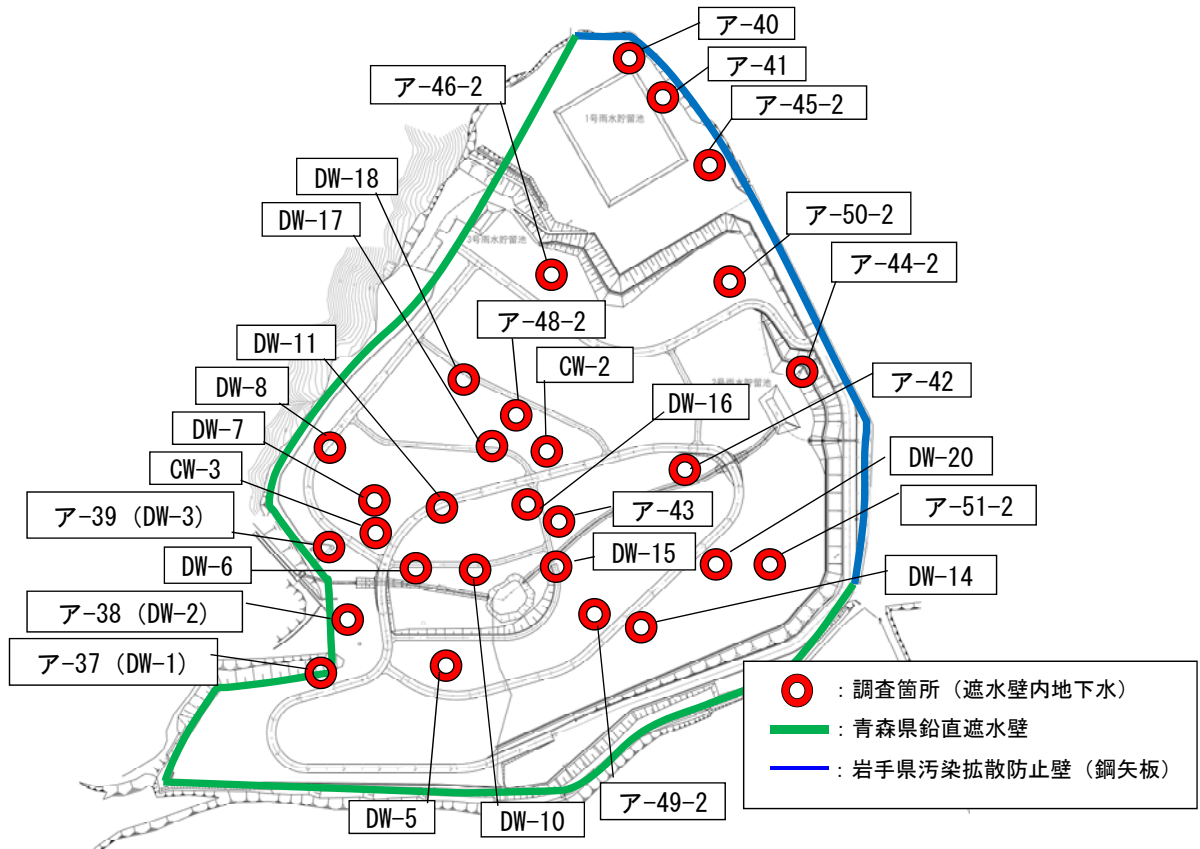 ア-40
ア-41
ア-46-2
ア-45-2
1号雨水貯留池
DW-18
ア-50-2
DW-17
3号雨水貯留池
ア-44-2
ア-48-2
DW-11
CW-2
ア-42
DW-8
2号雨水貯留池
DW-16
DW-7
DW-20
CW-3
ア-51-2
ア-39（DW-3）
ア-43
DW-15
DW-6
DW-14
ア-38（DW-2）
ア-37（DW-1）
：調査箇所（遮水壁内地下水）
：青森県鉛直遮水壁
：岩手県汚染拡散防止壁（鋼矢板）
ア-49-2
DW-5
DW-10